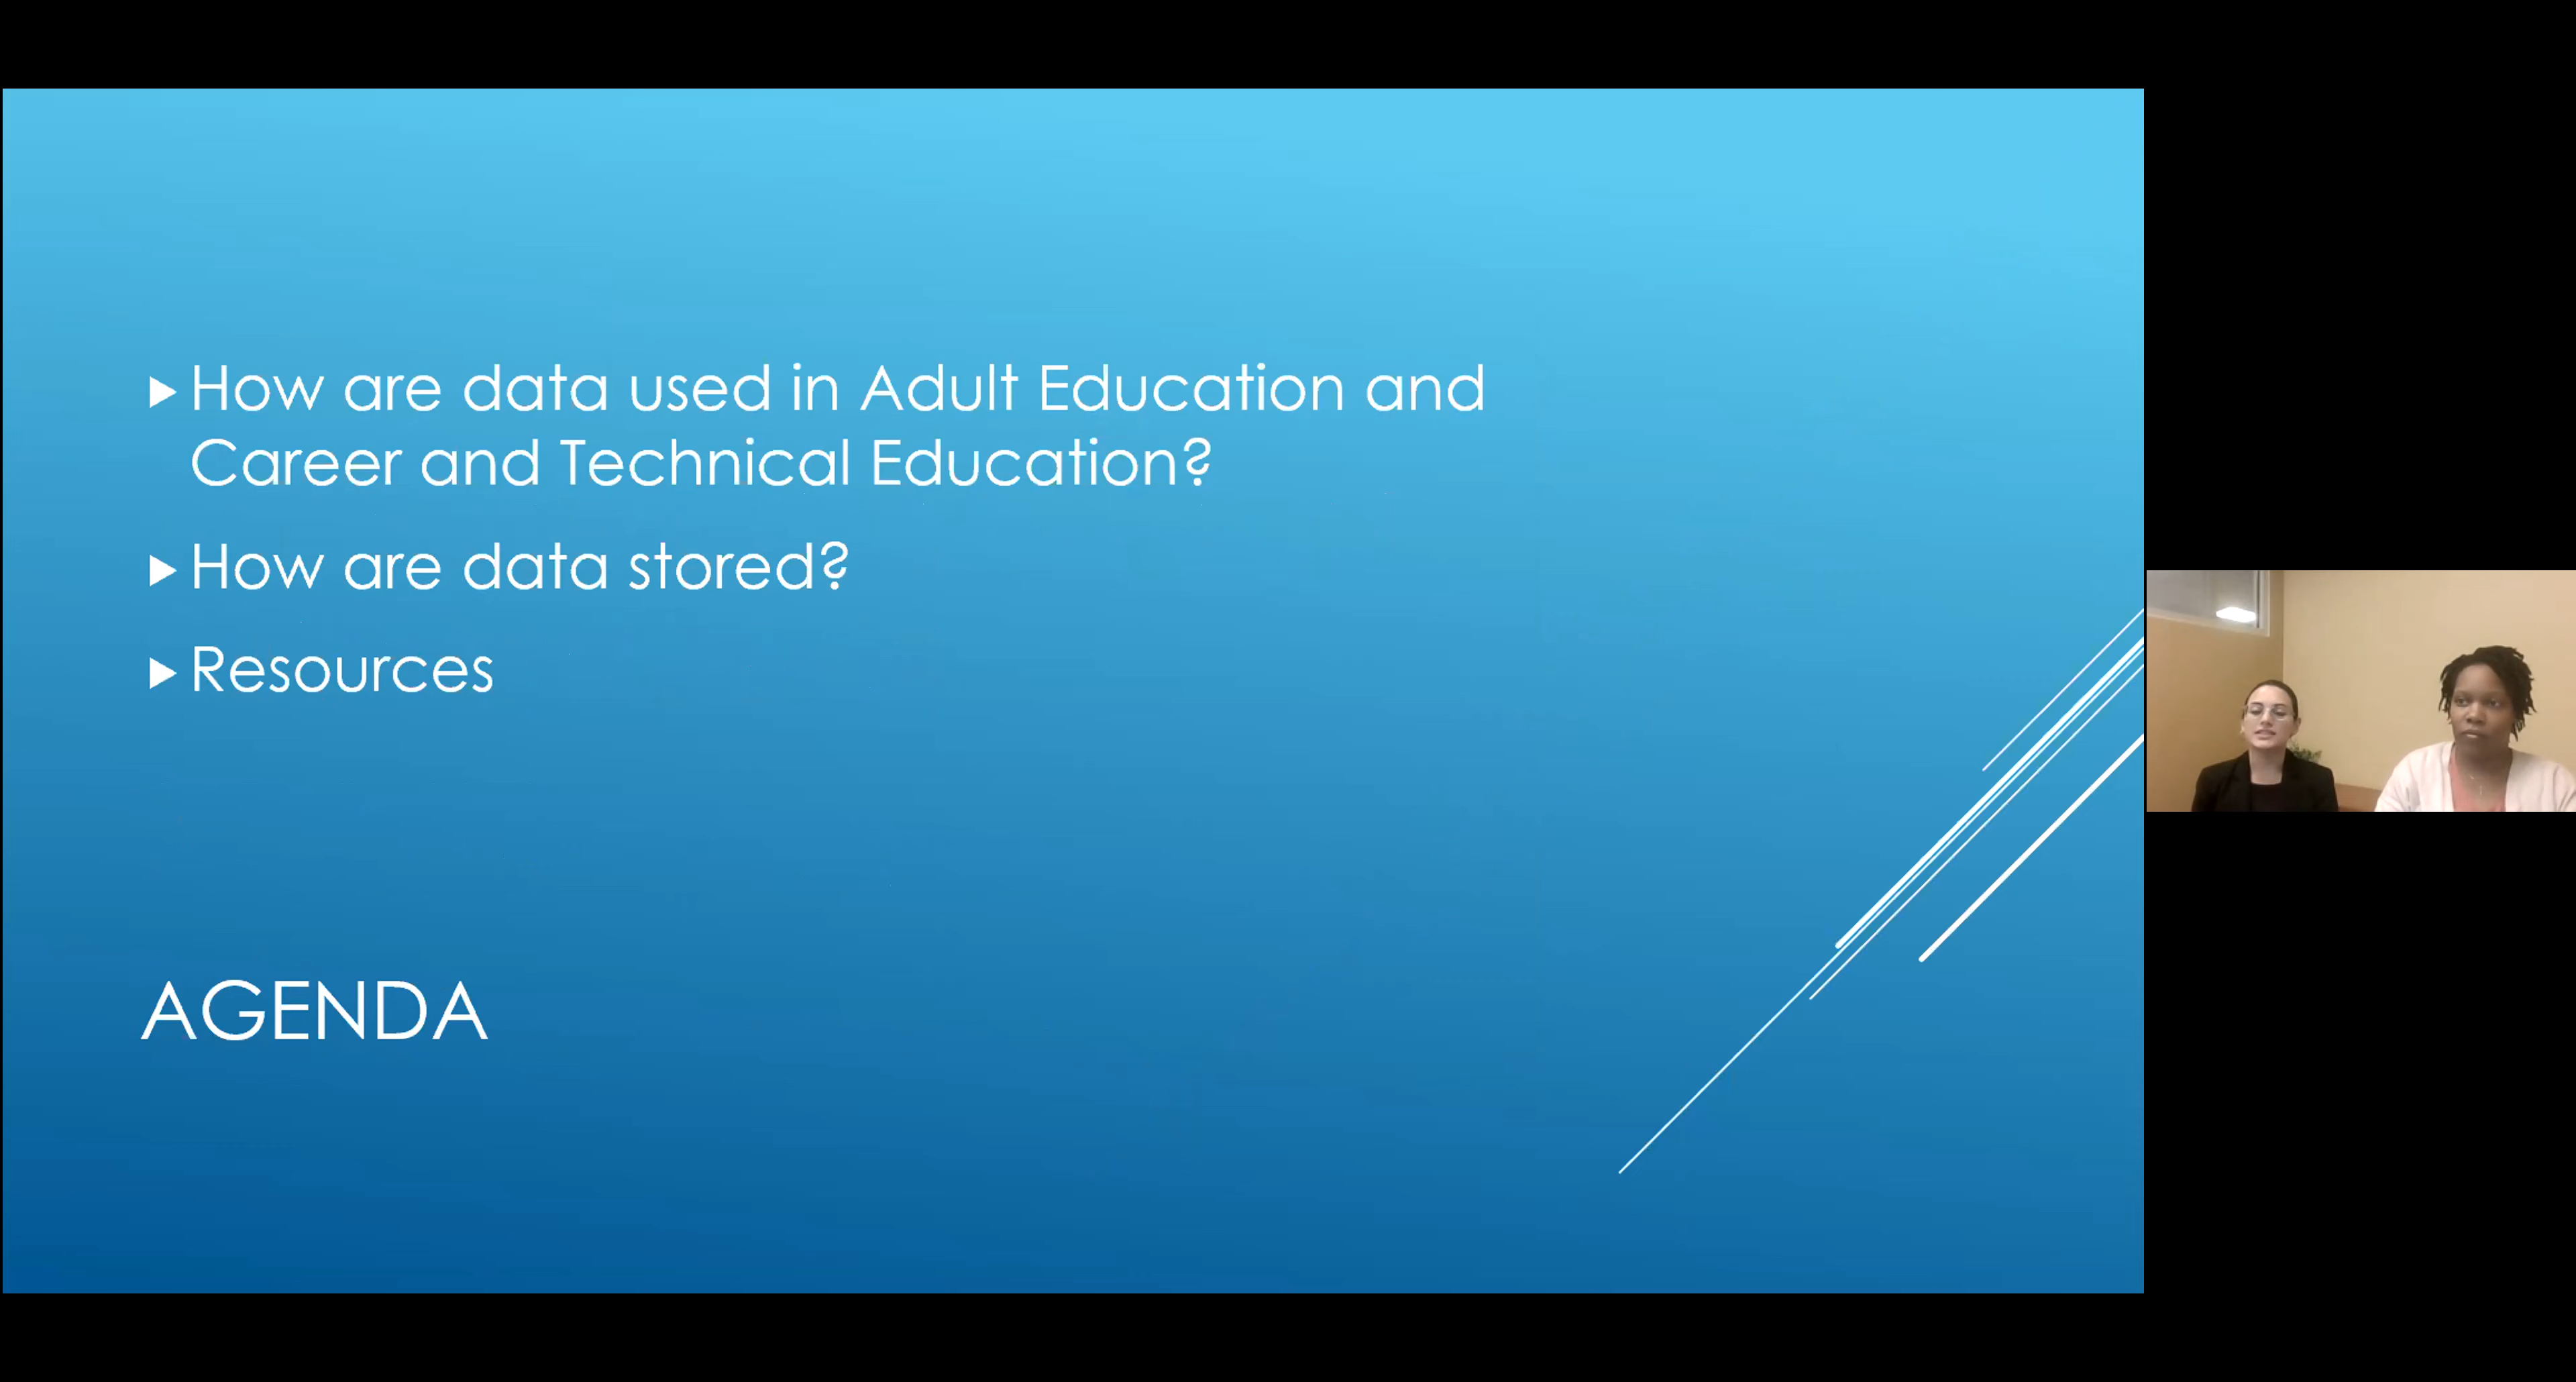 How are data used in Adult Education and
Career and Technical Education?
How are data stored?
Resources
AGENDA